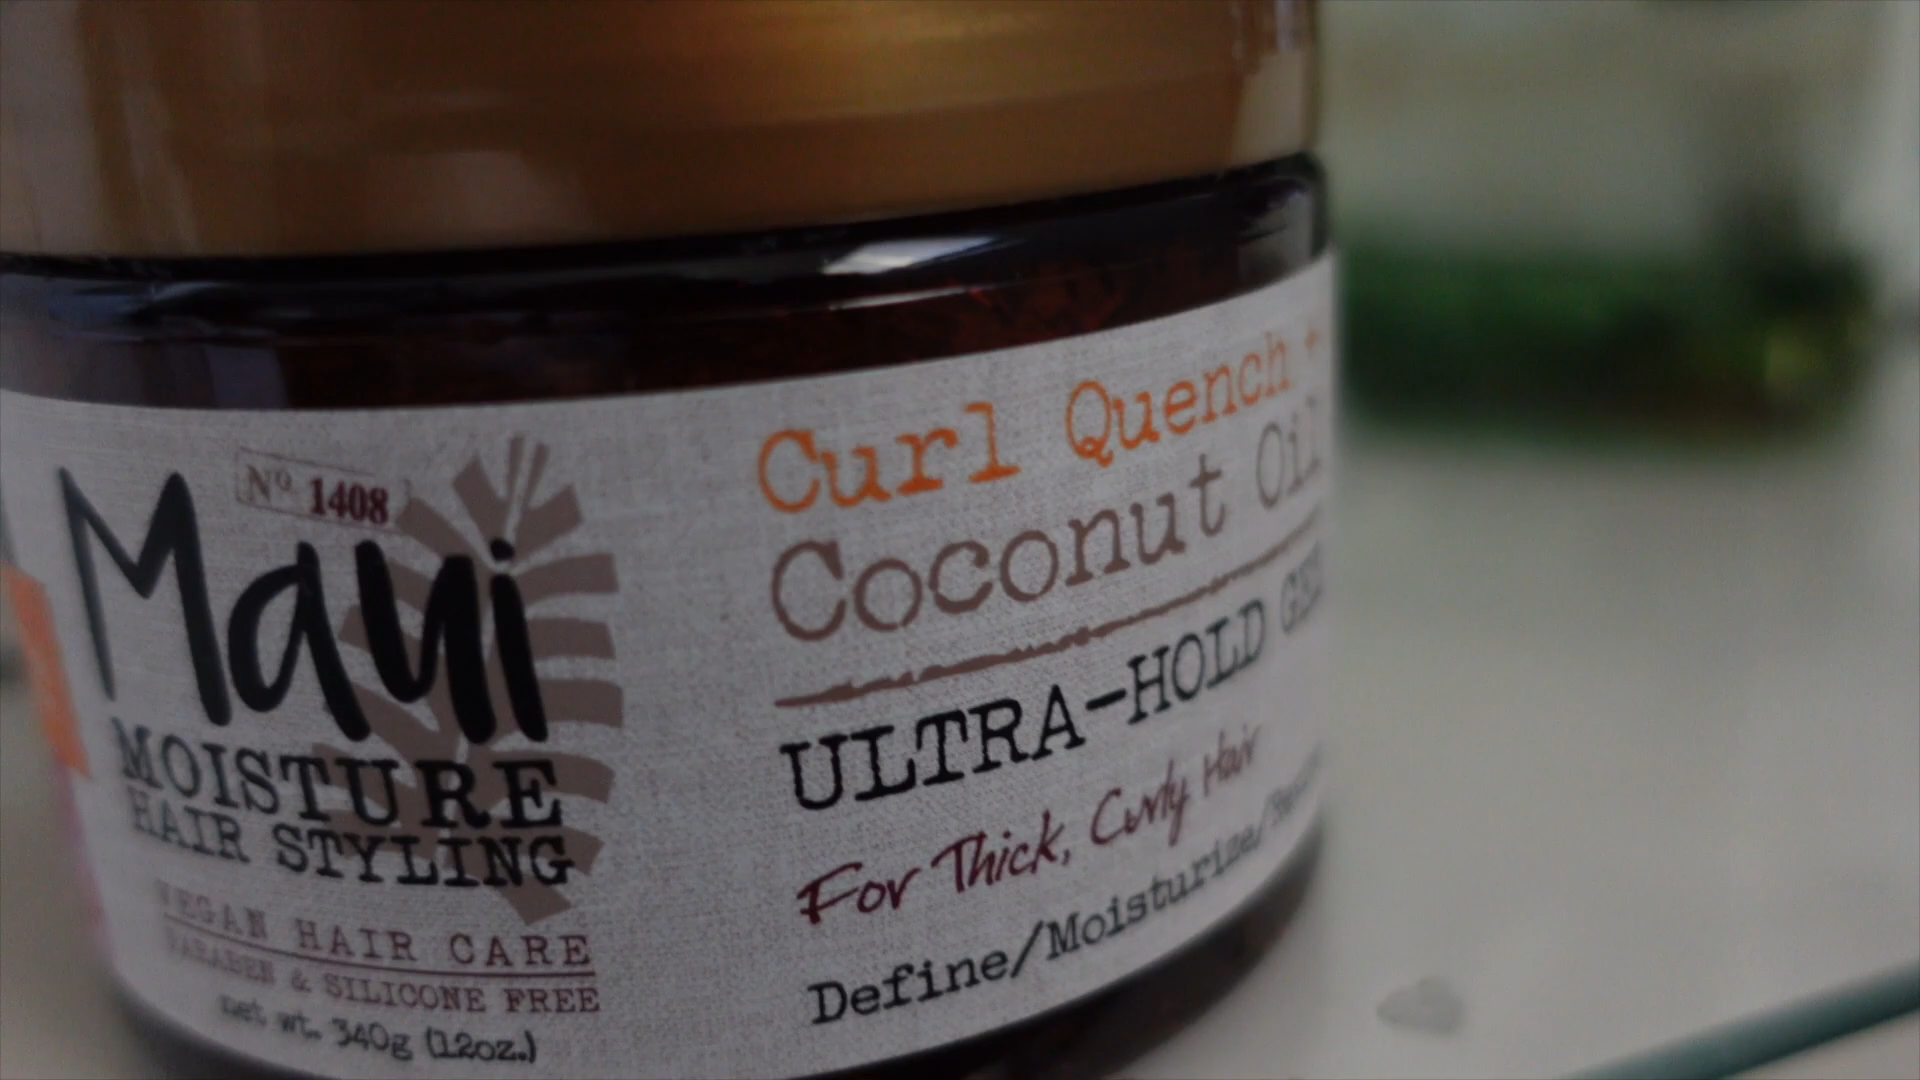 Nº 1408
Maui
MOISTURE
HAIR STYLING
VEGAN HAIR CARE
PARABEN & SILICONE FREE
net wt. 340g (12oz.)
Curl Quench +
Coconut Oil
ULTRA-HOLD GEL
For Thick, Curly Hair
Define/Moisturize/